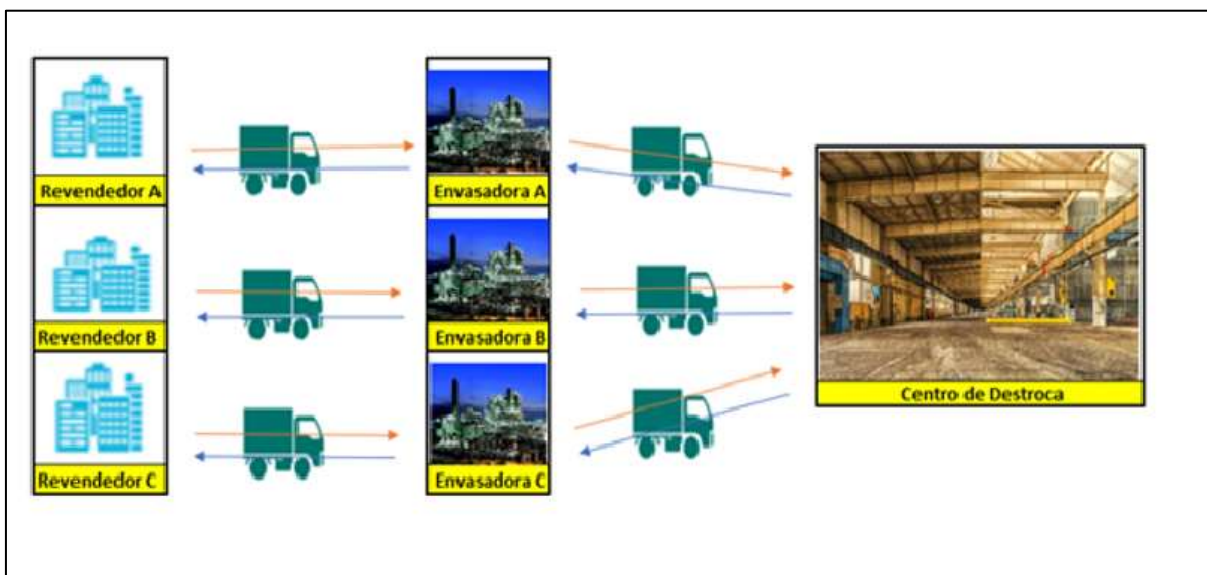 Revendedor A
Envasadora A
Revendedor B
Envasadora B
Centro de Destroca
Revendedor C
Envasadora C